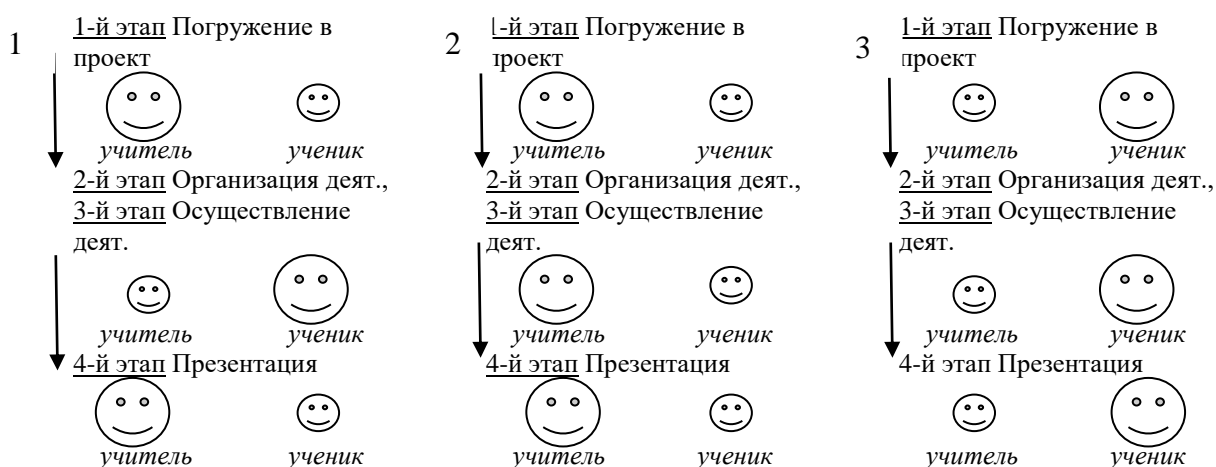 1
1-й этап Погружение в
проект
учитель ученик
2-й этап Организация деят.,
3-й этап Осуществление
деят.
учитель ученик
4-й этап Презентация
учитель ученик
2
1-й этап Погружение в
проект
учитель ученик
2-й этап Организация деят.,
3-й этап Осуществление
деят.
учитель ученик
4-й этап Презентация
учитель ученик
3
1-й этап Погружение в
проект
учитель ученик
2-й этап Организация деят.,
3-й этап Осуществление
деят.
учитель ученик
4-й этап Презентация
учитель ученик